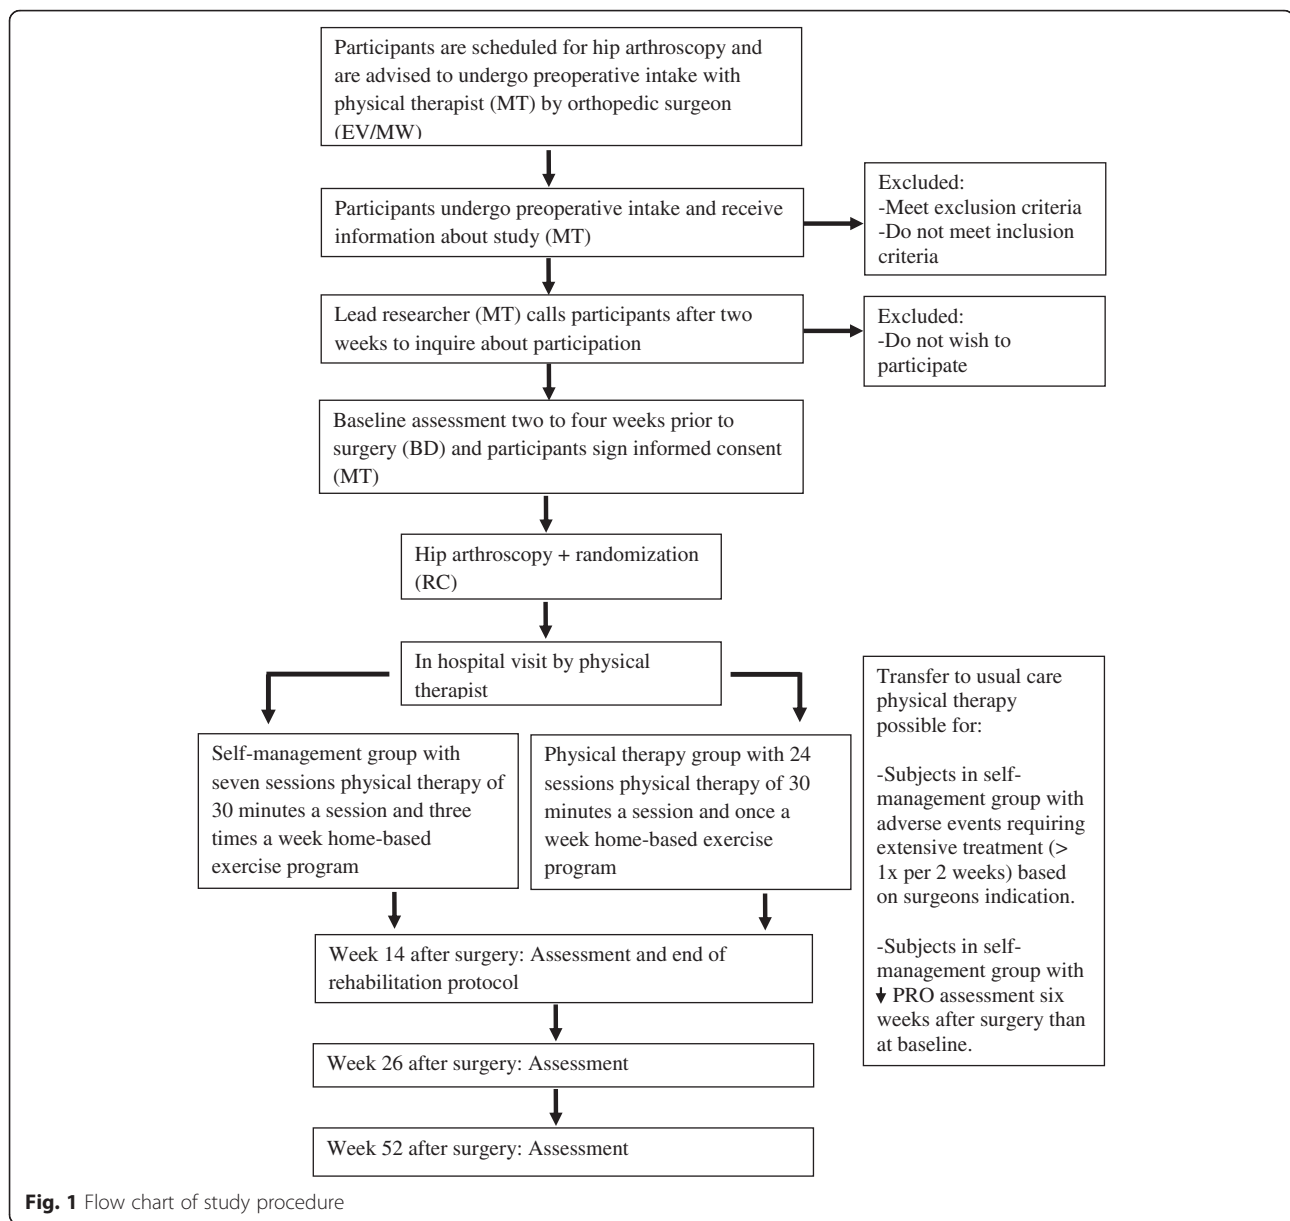 Participants are scheduled for hip arthroscopy and
are advised to undergo preoperative intake with
physical therapist (MT) by orthopedic surgeon
(EV/MW)
Participants undergo preoperative intake and receive
information about study (MT)
Excluded:
-Meet exclusion criteria
-Do not meet inclusion
criteria
Lead researcher (MT) calls participants after two
weeks to inquire about participation
Excluded:
-Do not wish to
participate
Baseline assessment two to four weeks prior to
surgery (BD) and participants sign informed consent
(MT)
Hip arthroscopy + randomization
(RC)
In hospital visit by physical
therapist
Self-management group with
seven sessions physical therapy of
30 minutes a session and three
times a week home-based
exercise program
Physical therapy group with 24
sessions physical therapy of 30
minutes a session and once a
week home-based exercise
program
Transfer to usual care
physical therapy
possible for:
-Subjects in self-
management group with
adverse events requiring
extensive treatment (>
1x per 2 weeks) based
on surgeons indication.
-Subjects in self-
management group with
↓ PRO assessment six
weeks after surgery than
at baseline.
Week 14 after surgery: Assessment and end of
rehabilitation protocol
Week 26 after surgery: Assessment
Week 52 after surgery: Assessment
Fig. 1 Flow chart of study procedure